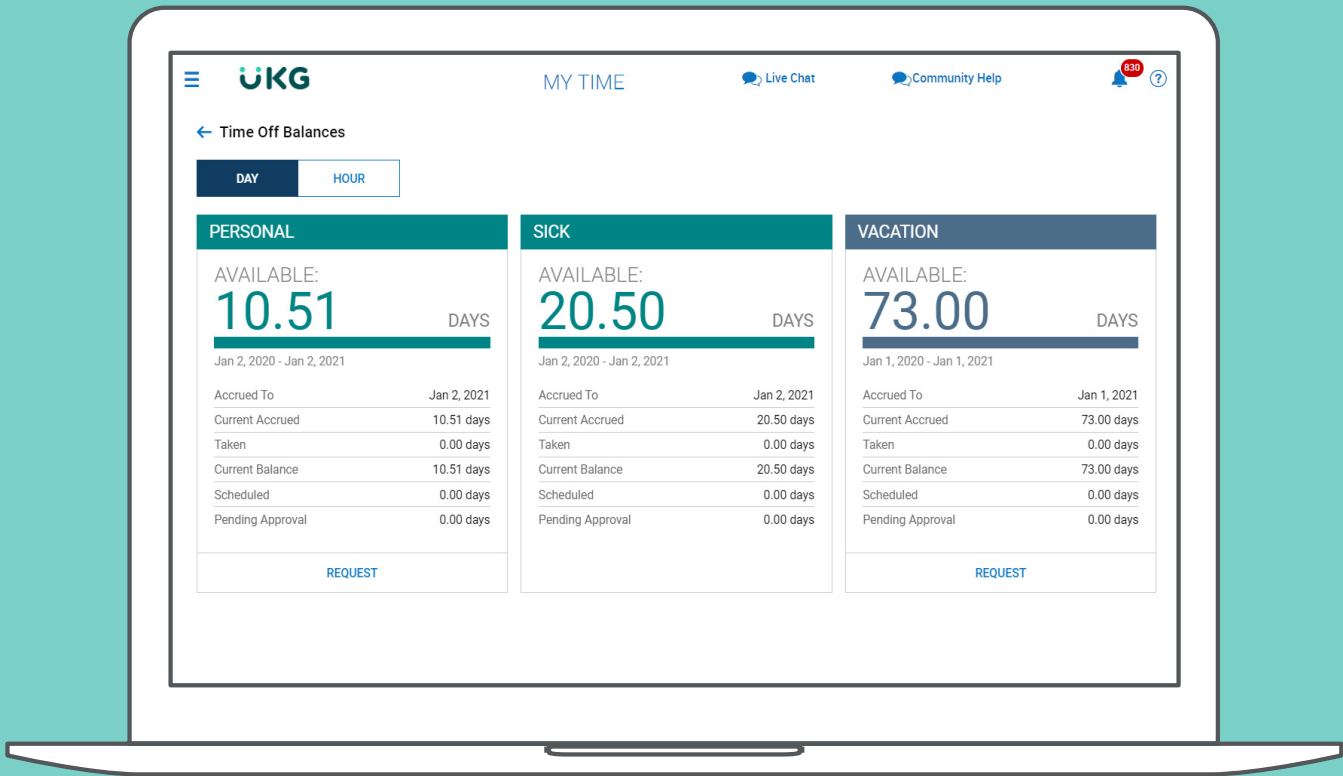 UKG
MY TIME
Live Chat
Community Help
830
?
Time Off Balances
DAY HOUR
PERSONAL
AVAILABLE:
10.51 DAYS
Jan 2, 2020 - Jan 2, 2021
Accrued To Jan 2, 2021
Current Accrued 10.51 days
Taken 0.00 days
Current Balance 10.51 days
Scheduled 0.00 days
Pending Approval 0.00 days
REQUEST
SICK
AVAILABLE:
20.50 DAYS
Jan 2, 2020 - Jan 2, 2021
Accrued To Jan 2, 2021
Current Accrued 20.50 days
Taken 0.00 days
Current Balance 20.50 days
Scheduled 0.00 days
Pending Approval 0.00 days
VACATION
AVAILABLE:
73.00 DAYS
Jan 1, 2020 - Jan 1, 2021
Accrued To Jan 1, 2021
Current Accrued 73.00 days
Taken 0.00 days
Current Balance 73.00 days
Scheduled 0.00 days
Pending Approval 0.00 days
REQUEST